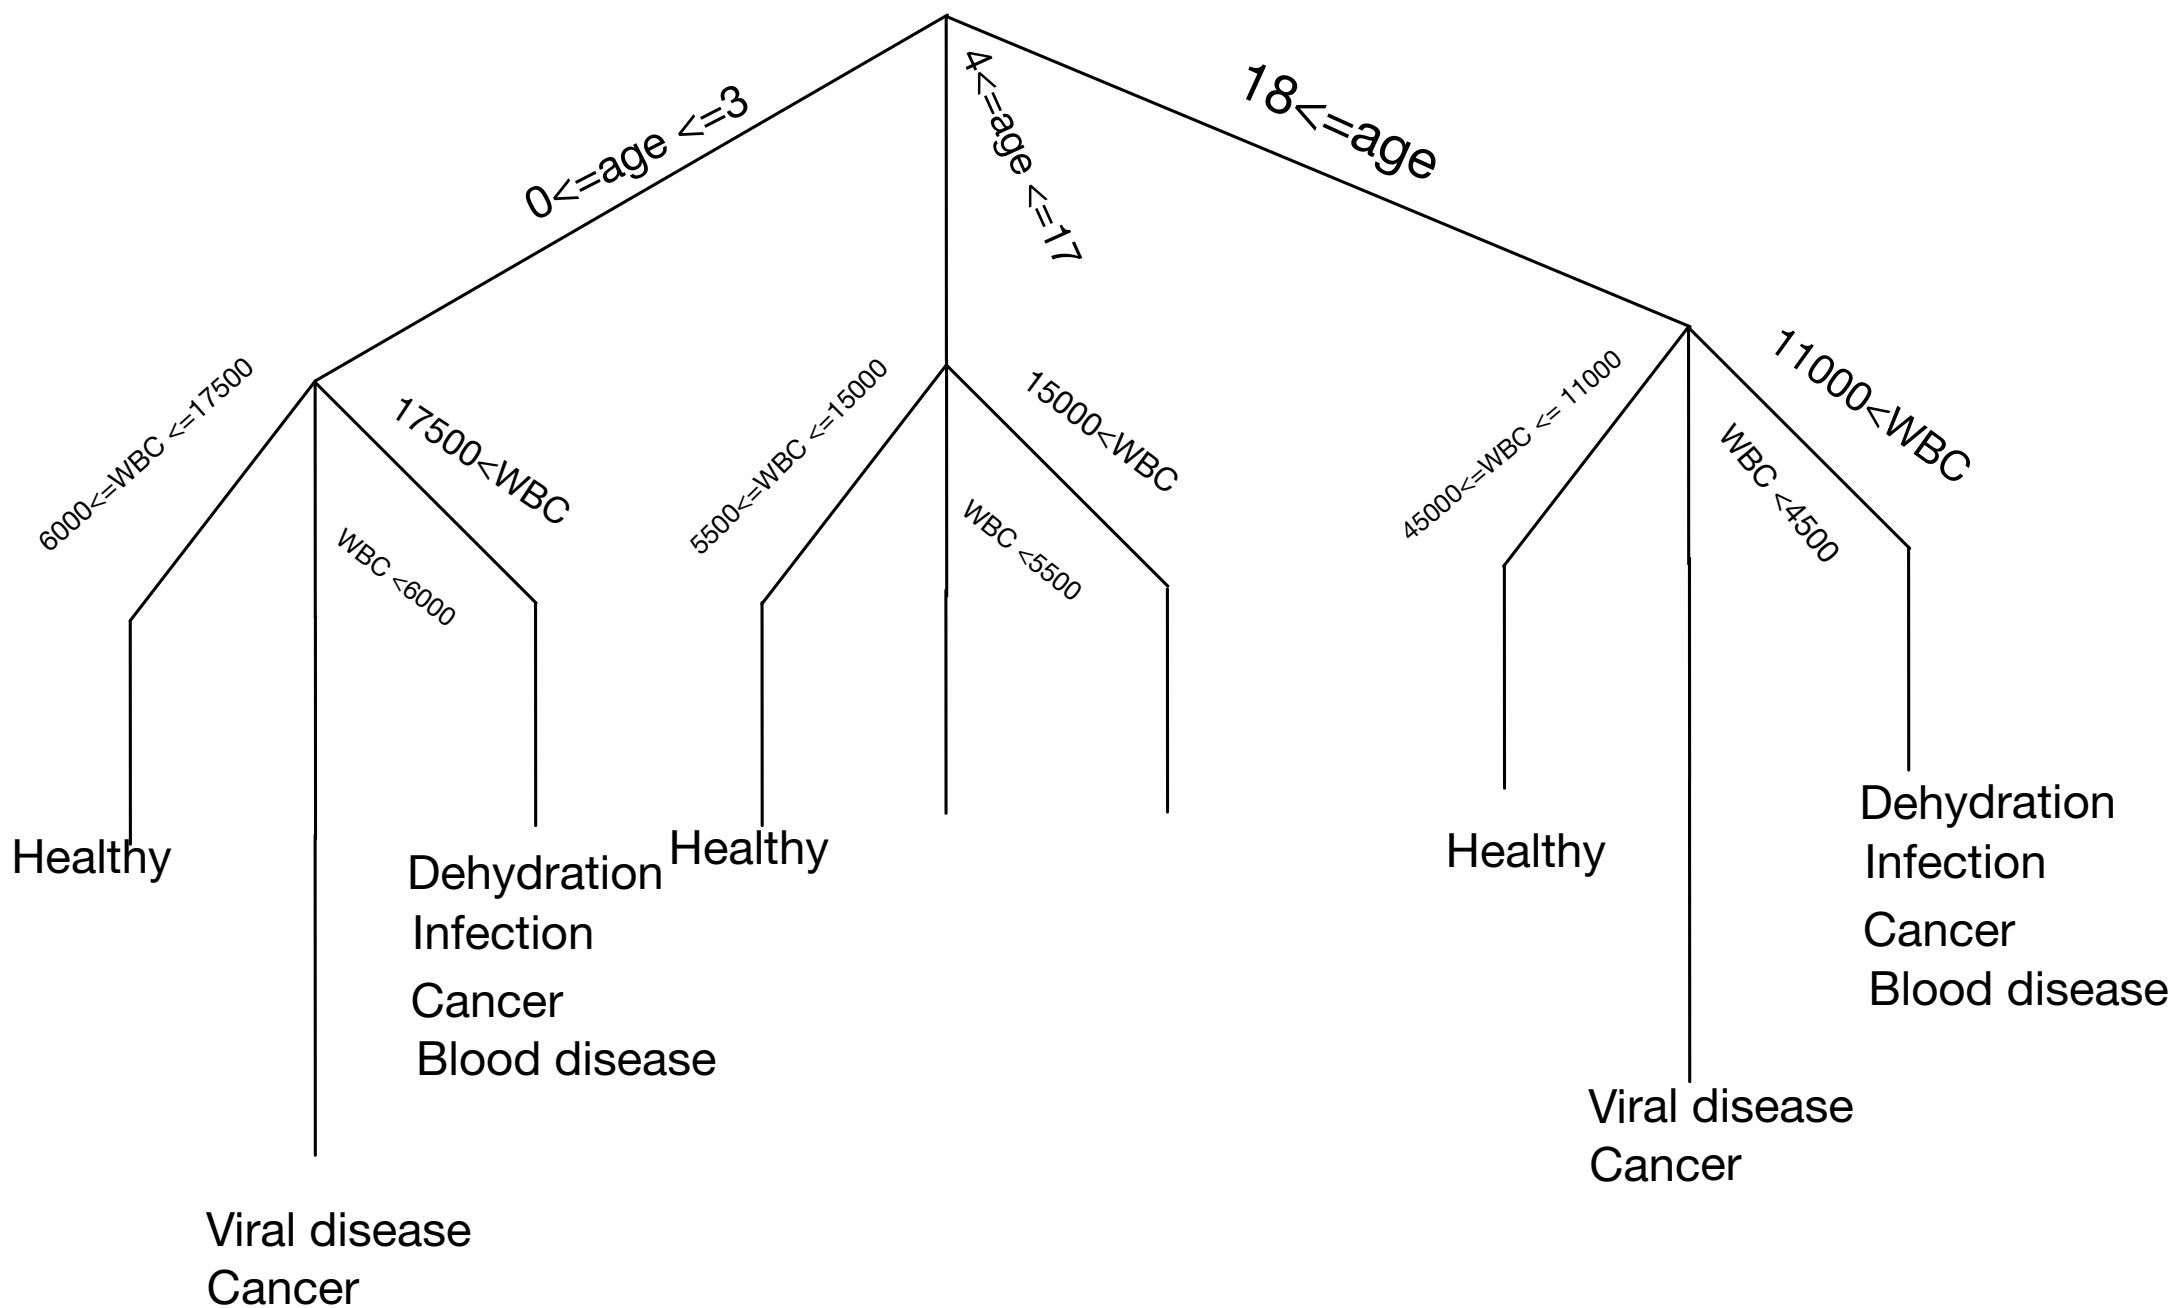 0<=age <=3
4<=age <=17
18<=age
6000<=WBC <=17500
WBC <6000
17500<WBC
5500<=WBC <=15000
WBC <5500
15000<WBC
45000<=WBC <= 11000
WBC <4500
11000<WBC
Healthy
Viral disease
Cancer
Dehydration
Infection
Cancer
Blood disease
Healthy
Healthy
Viral disease
Cancer
Dehydration
Infection
Cancer
Blood disease